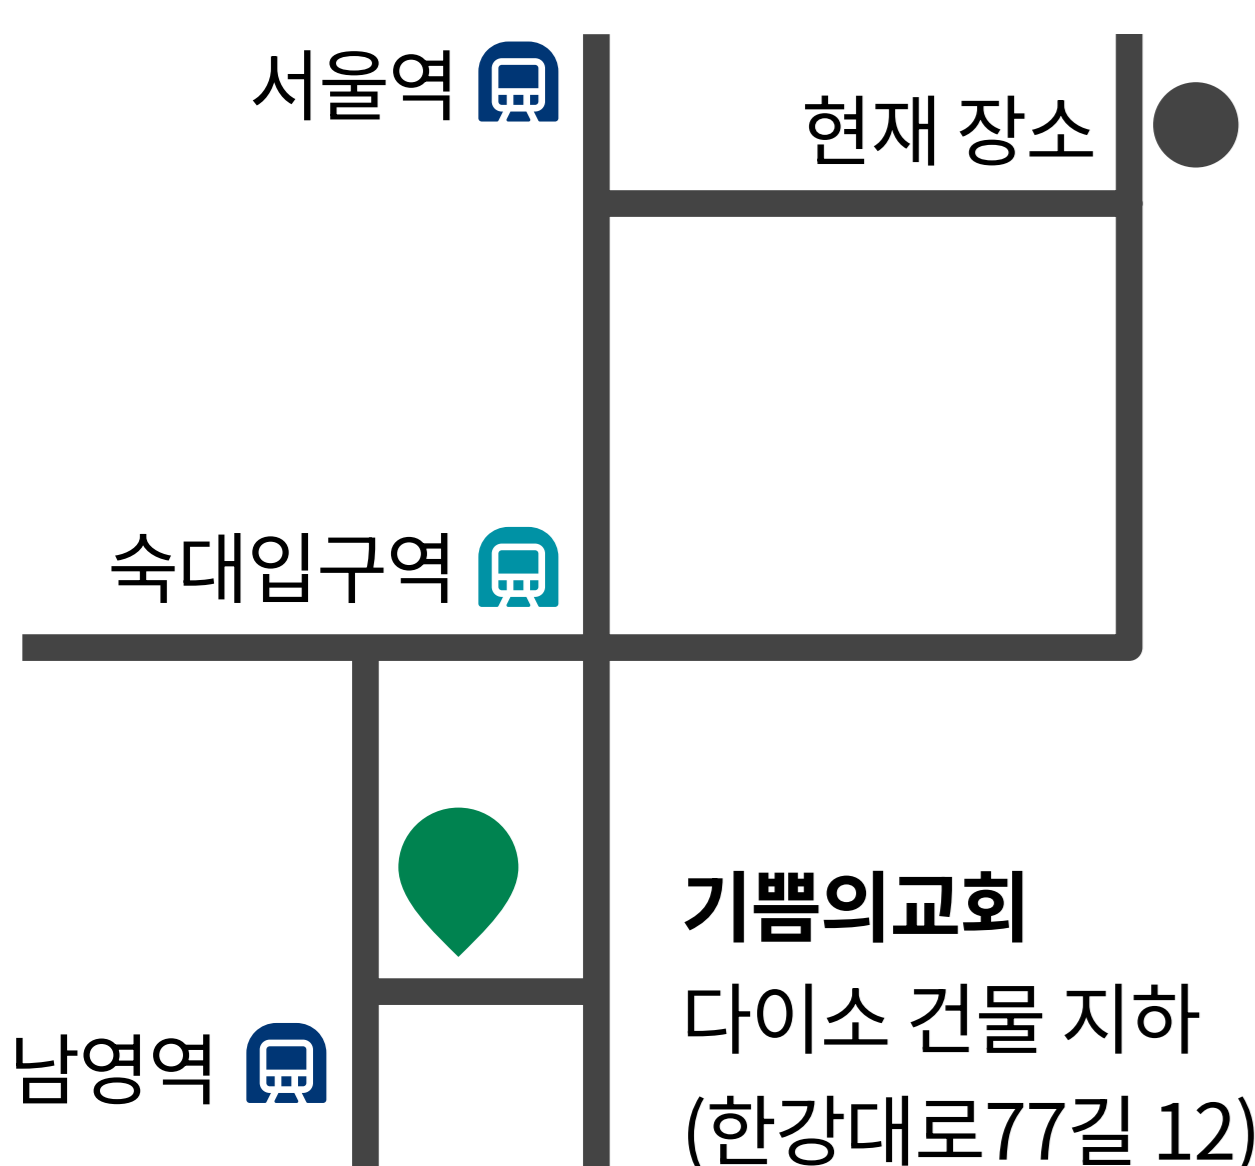 서울역
현재 장소
숙대입구역
기쁨의교회
다이소 건물 지하
남영역
(한강대로77길 12)